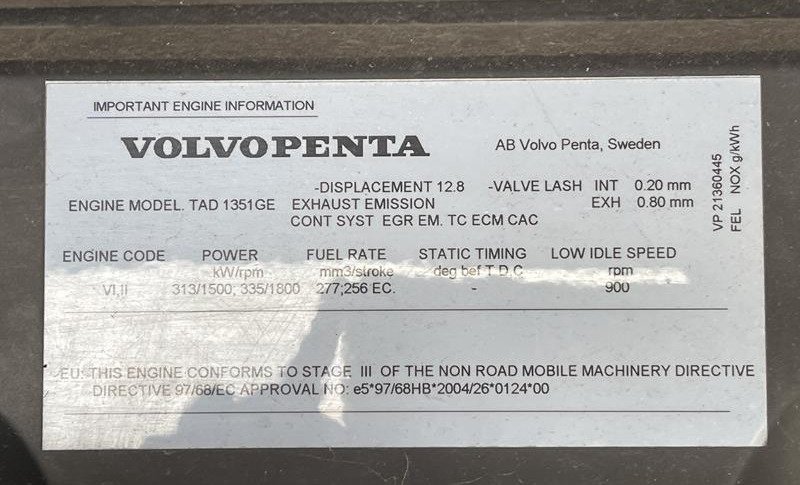 IMPORTANT ENGINE INFORMATION
VOLVO PENTA
AB Volvo Penta, Sweden
-DISPLACEMENT 12.8 -VALVE LASH INT 0.20 mm
ENGINE MODEL. TAD 1351GE EXHAUST EMISSION EXH 0.80 mm
CONT SYST EGR EM. TC ECM CAC
ENGINE CODE POWER FUEL RATE STATIC TIMING LOW IDLE SPEED
kW/rpm mm3/stroke deg bef T.D.C rpm
VI,II 313/1500; 335/1800 277;256 EC. - 900
EU: THIS ENGINE CONFORMS TO STAGE III OF THE NON ROAD MOBILE MACHINERY DIRECTIVE
DIRECTIVE 97/68/EC APPROVAL NO: e5*97/68HB*2004/26*0124*00
VP 21360445
FEL NOX g/kWh